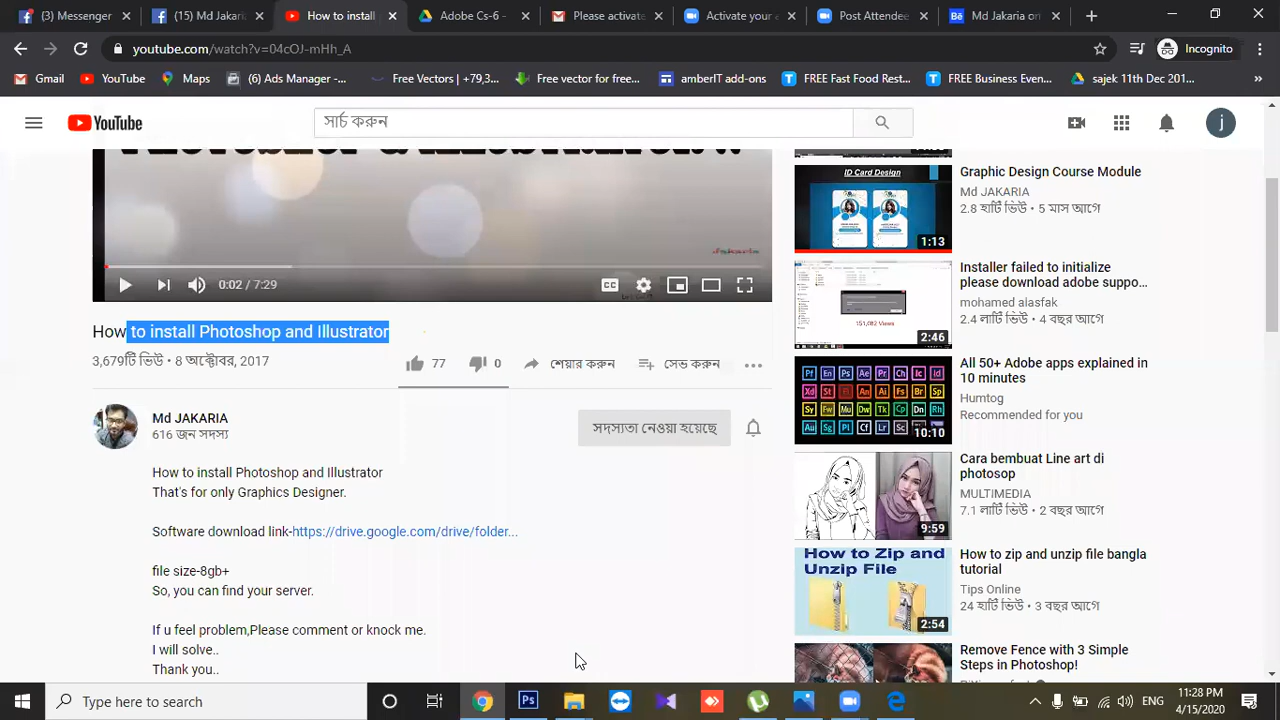 (15) Md Jakaria
How to install
Adobe Cs-6 -
Please activate
Activate your a
Post Attendee
Md Jakaria on
youtube.com/watch?v=04cOJ-mHh_A
Incognito
Gmail
YouTube
Maps
(6) Ads Manager -...
Free Vectors | +79,3...
Free vector for free...
amberIT add-ons
FREE Fast Food Rest...
FREE Business Even...
sajek 11th Dec 201...
»
YouTube
সার্চ করুন
j
0:02 / 7:29
CC
How to install Photoshop and Illustrator
3,679টি ভিউ • 8 অক্টোবর, 2017
77
0
শেয়ার করুন
সেভ করুন
Md JAKARIA
616 জন সদস্য
সদস্যতা নেওয়া হয়েছে
How to install Photoshop and Illustrator
That's for only Graphics Designer.
Software download link-https://drive.google.com/drive/folder...
file size-8gb+
So, you can find your server.
If u feel problem,Please comment or knock me.
I will solve..
Thank you..
ID Card Design
1:13
Graphic Design Course Module
Md JAKARIA
2.8 হাটি ভিউ • 5 মাস আগে
151,082 Views
2:46
Installer failed to initialize
please download adobe suppo...
mohamed alasfak
4 বছর আগে
10:10
All 50+ Adobe apps explained in
10 minutes
Humtog
Recommended for you
9:59
Cara bembuat Line art di
photosop
MULTIMEDIA
7.1 লাটি ভিউ • 2 বছর আগে
How to Zip and
Unzip File
2:54
How to zip and unzip file bangla
tutorial
Tips Online
24 হাটি ভিউ • 3 বছর আগে
Remove Fence with 3 Simple
Steps in Photoshop!
Type here to search
Ps
ENG
11:28 PM
4/15/2020